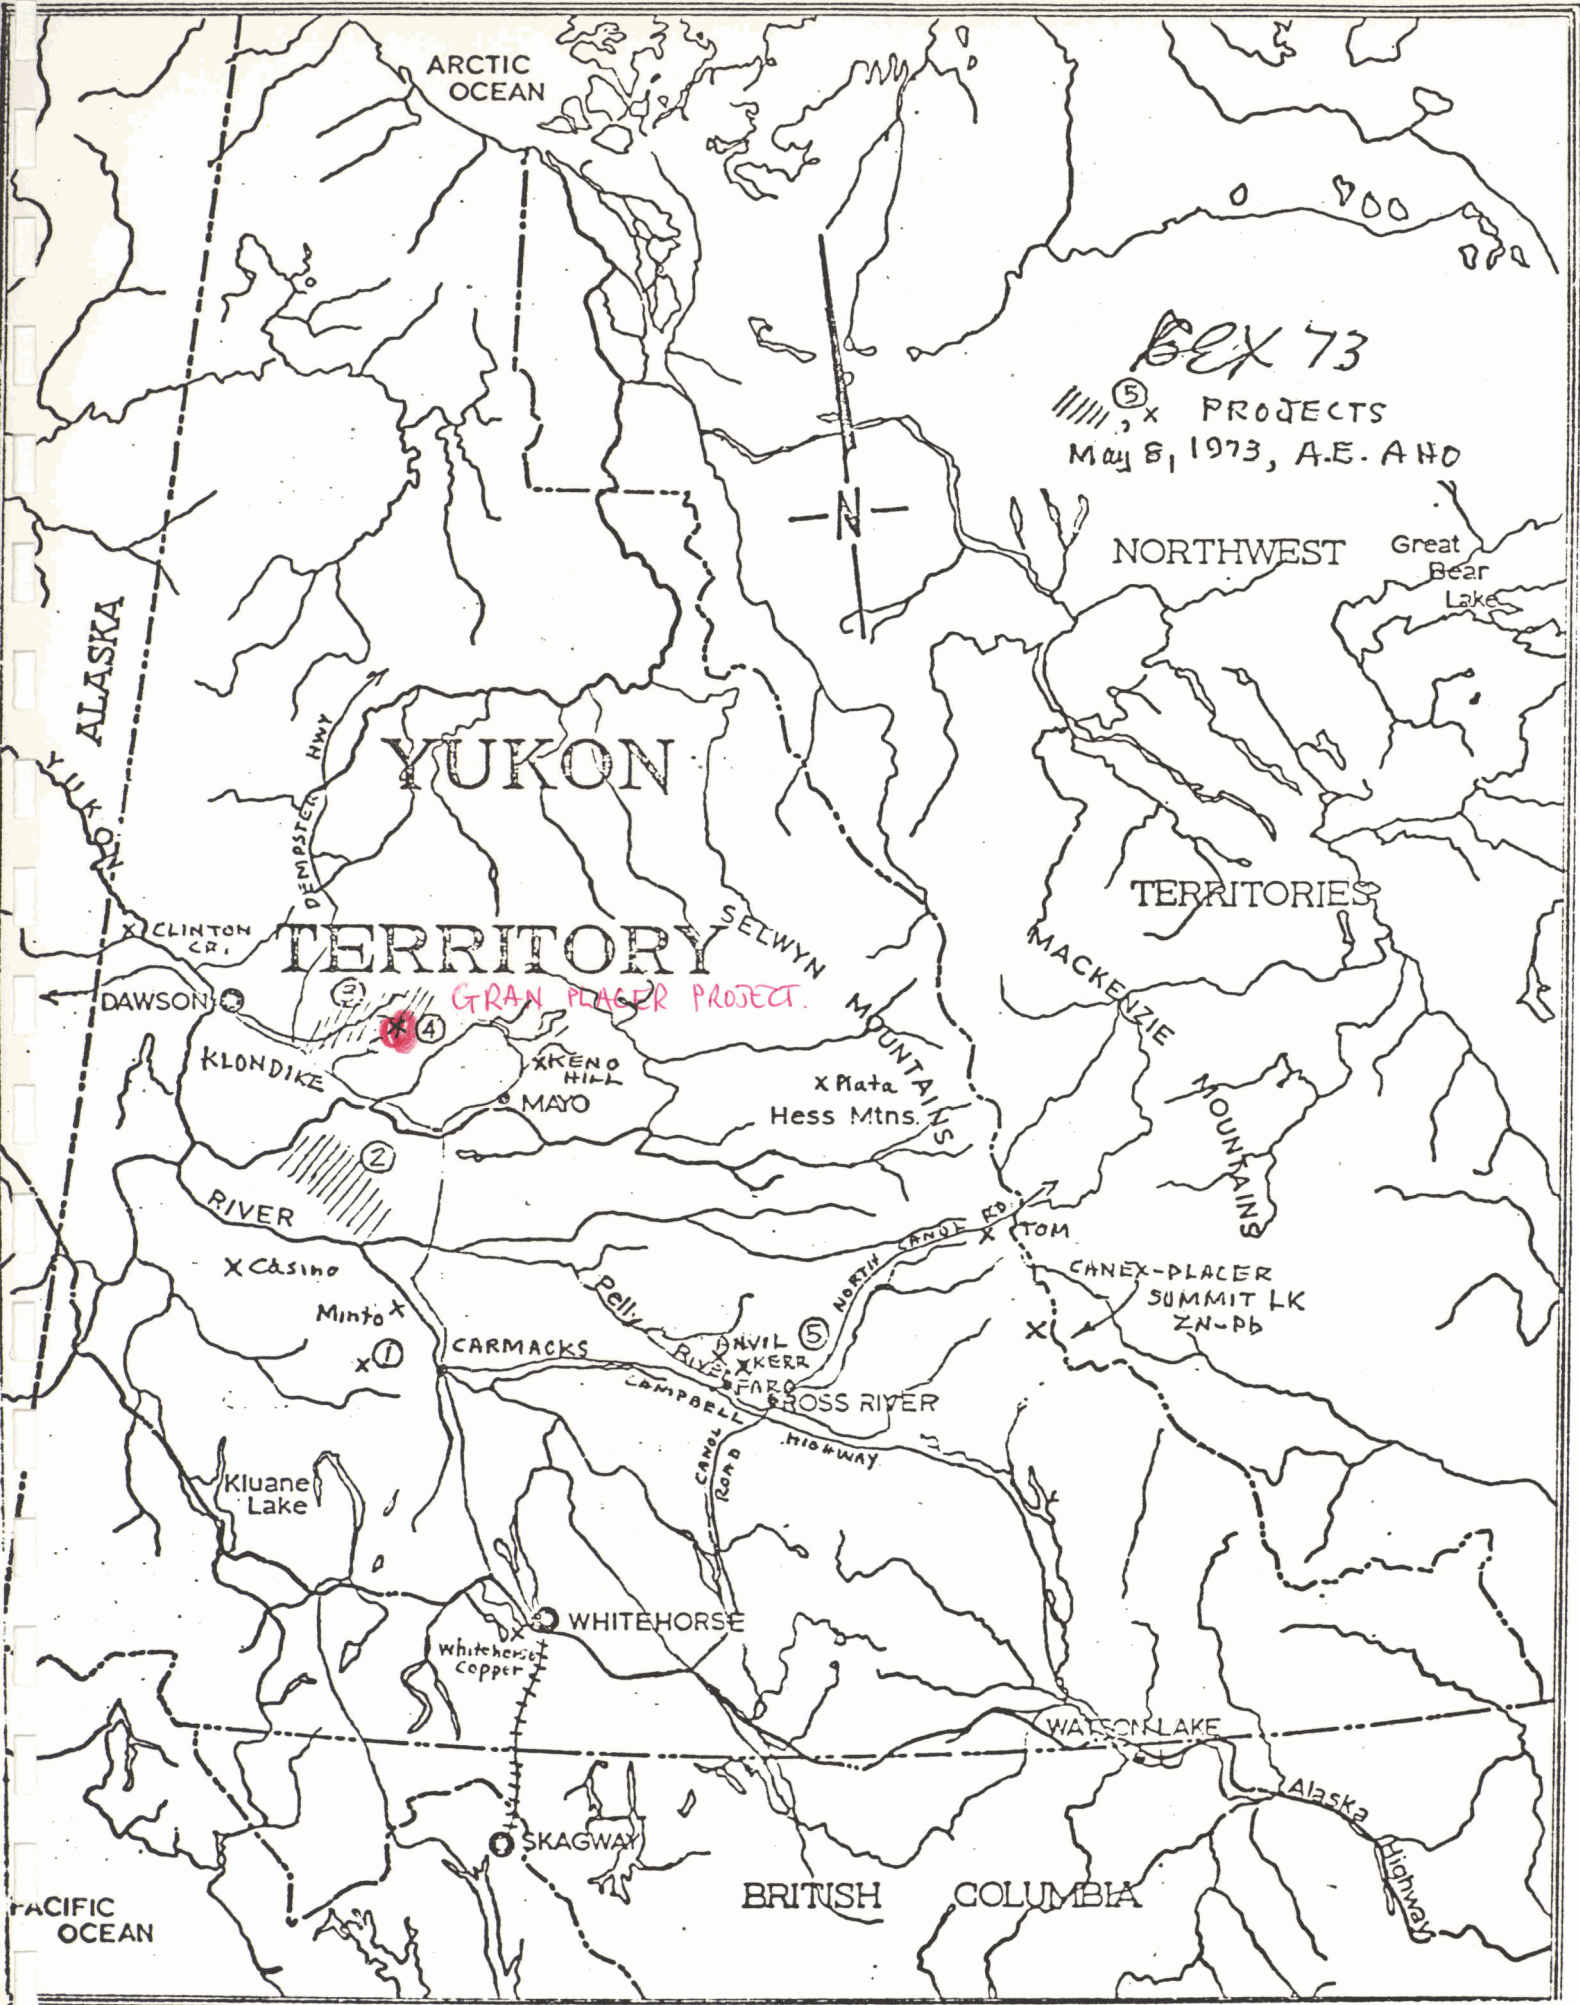 ARCTIC
OCEAN
GEX 73
⑤
, x PROJECTS
May 8, 1973, A.E. AHO
N
NORTHWEST
Great
Bear
Lake
ALASKA
YUKON
HWY
DEMPSTER
YUKON
TERRITORIES
X CLINTON
CR.
TERRITORY
SELWYN
MOUNTAINS
MACKENZIE
MOUNTAINS
DAWSON
③
GRAN PLACER PROJECT.
④
KLONDIKE
XKENO
HILL
MAYO
x Plata
Hess Mtns.
②
RIVER
NORTH CANOL RD.
X TOM
X Casino
CANEX-PLACER
SUMMIT LK
ZN-Pb
X
Minto X
Pelly
River
ANVIL
⑤
x ①
CARMACKS
XKERR
FARO
ROSS RIVER
CAMPBELL
HIGHWAY
CANOL
ROAD
Kluane
Lake
WHITEHORSE
X
Whitehorse
Copper
WATSON LAKE
SKAGWAY
Alaska
Highway
BRITISH COLUMBIA
PACIFIC
OCEAN